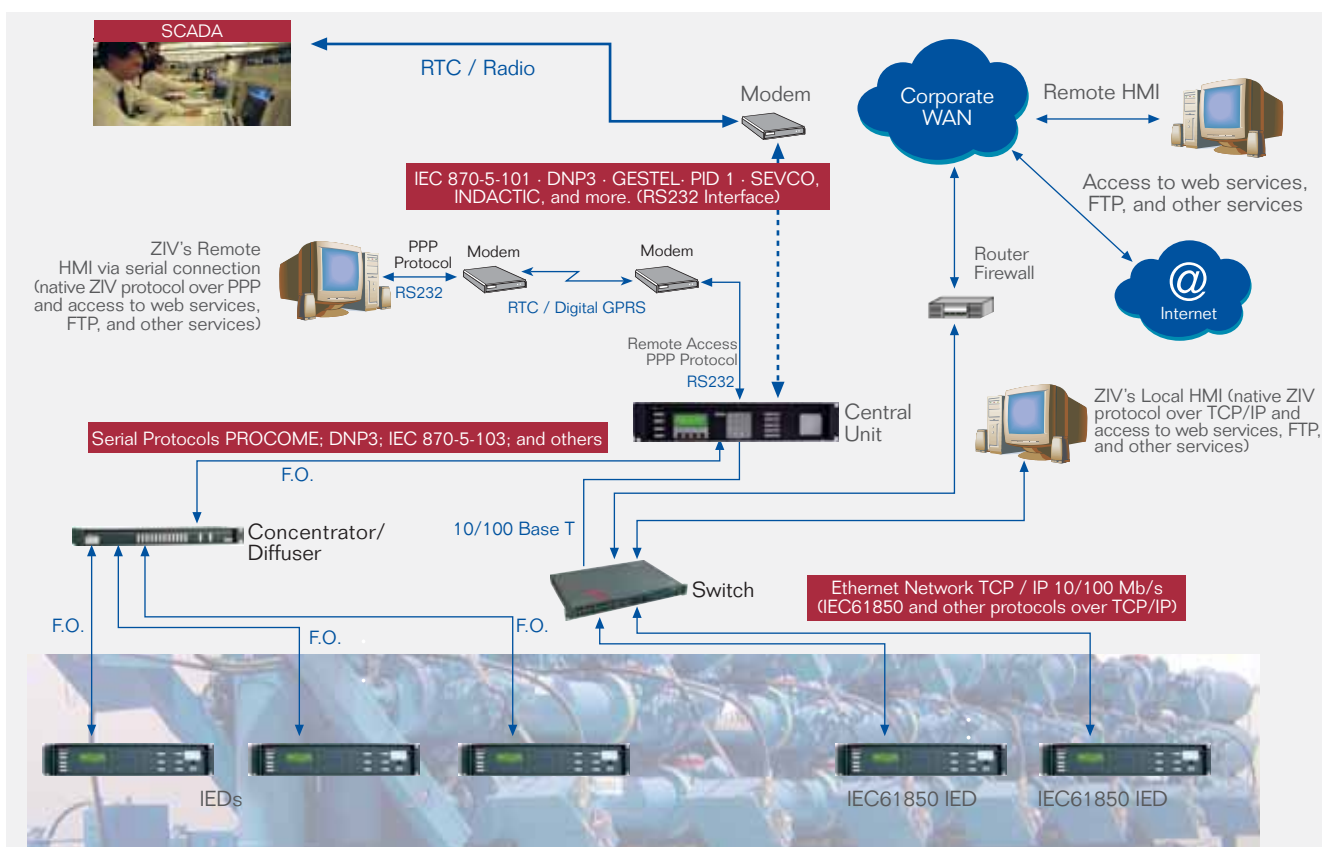 SCADA
RTC / Radio
Modem
Corporate
WAN
Remote HMI
IEC 870-5-101 · DNP3 · GESTEL· PID 1 · SEVCO,
INDACTIC, and more. (RS232 Interface)
Access to web services,
FTP, and other services
ZIV's Remote
HMI via serial connection
(native ZIV protocol over PPP
and access to web services,
FTP, and other services)
PPP
Protocol
RS232
Modem
Modem
RTC / Digital GPRS
Router
Firewall
@
Internet
Remote Access
PPP Protocol
RS232
Central
Unit
ZIV's Local HMI (native ZIV
protocol over TCP/IP and
access to web services, FTP,
and other services)
Serial Protocols PROCOME; DNP3; IEC 870-5-103; and others
F.O.
Concentrator/
Diffuser
10/100 Base T
Switch
Ethernet Network TCP / IP 10/100 Mb/s
(IEC61850 and other protocols over TCP/IP)
F.O.
F.O.
F.O.
IEDs
IEC61850 IED
IEC61850 IED